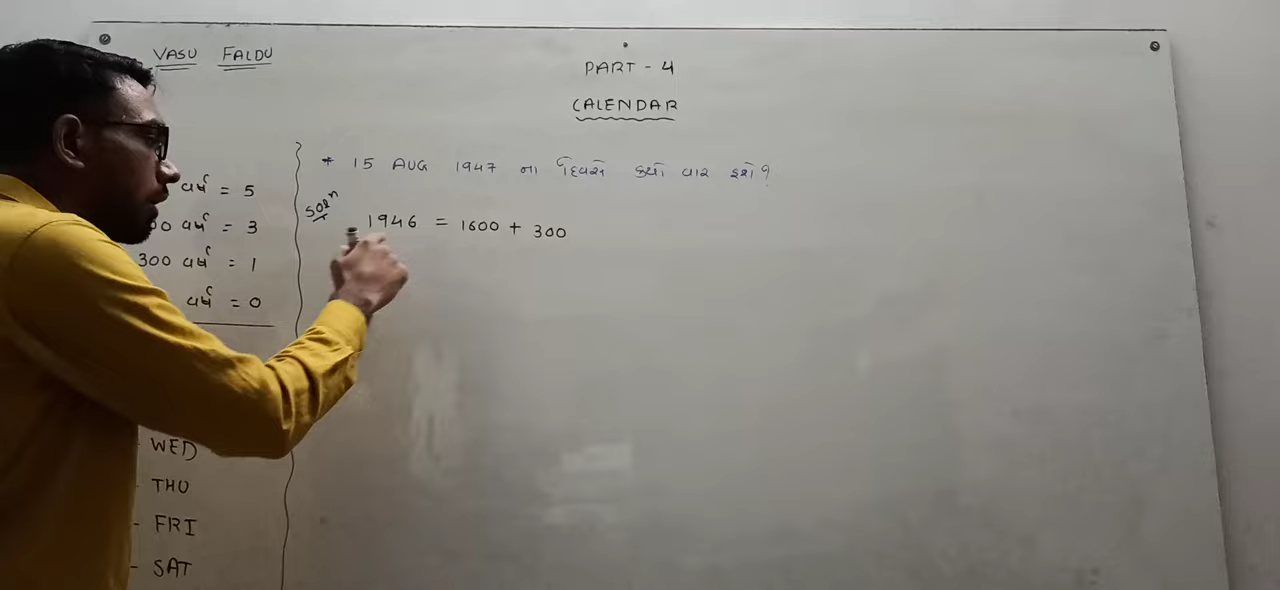 VASU FALDU
PART - 4
CALENDAR
વર્ષ = 5
00 વર્ષ = 3
300 વર્ષ = 1
વર્ષ = 0
* 15 AUG 1947 ના દિવસે કયો વાર હશે?
Solⁿ 1946 = 1600 + 300
- WED
- THU
- FRI
- SAT